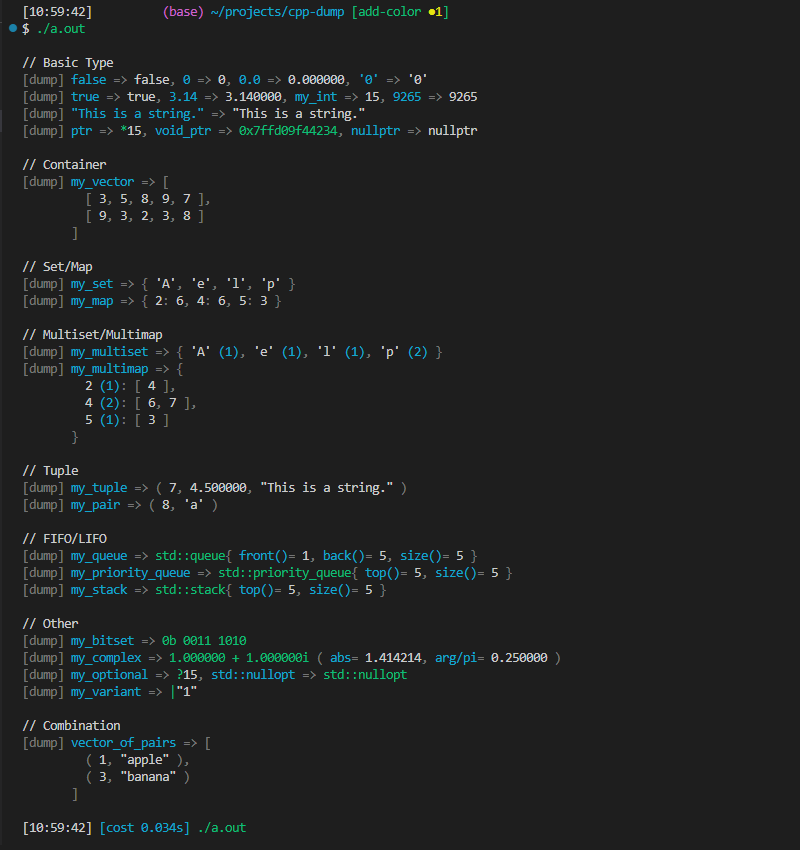 [10:59:42]          (base) ~/projects/cpp-dump [add-color ●1]
$ ./a.out
// Basic Type
[dump] false => false, 0 => 0, 0.0 => 0.000000, '0' => '0'
[dump] true => true, 3.14 => 3.140000, my_int => 15, 9265 => 9265
[dump] "This is a string." => "This is a string."
[dump] ptr => *15, void_ptr => 0x7ffd09f44234, nullptr => nullptr
// Container
[dump] my_vector => [
         [ 3, 5, 8, 9, 7 ],
         [ 9, 3, 2, 3, 8 ]
       ]
// Set/Map
[dump] my_set => { 'A', 'e', 'l', 'p' }
[dump] my_map => { 2: 6, 4: 6, 5: 3 }
// Multiset/Multimap
[dump] my_multiset => { 'A' (1), 'e' (1), 'l' (1), 'p' (2) }
[dump] my_multimap => {
         2 (1): [ 4 ],
         4 (2): [ 6, 7 ],
         5 (1): [ 3 ]
       }
// Tuple
[dump] my_tuple => ( 7, 4.500000, "This is a string." )
[dump] my_pair => ( 8, 'a' )
// FIFO/LIFO
[dump] my_queue => std::queue{ front()= 1, back()= 5, size()= 5 }
[dump] my_priority_queue => std::priority_queue{ top()= 5, size()= 5 }
[dump] my_stack => std::stack{ top()= 5, size()= 5 }
// Other
[dump] my_bitset => 0b 0011 1010
[dump] my_complex => 1.000000 + 1.000000i ( abs= 1.414214, arg/pi= 0.250000 )
[dump] my_optional => ?15, std::nullopt => std::nullopt
[dump] my_variant => |"1"
// Combination
[dump] vector_of_pairs => [
         ( 1, "apple" ),
         ( 3, "banana" )
       ]
[10:59:42] [cost 0.034s] ./a.out